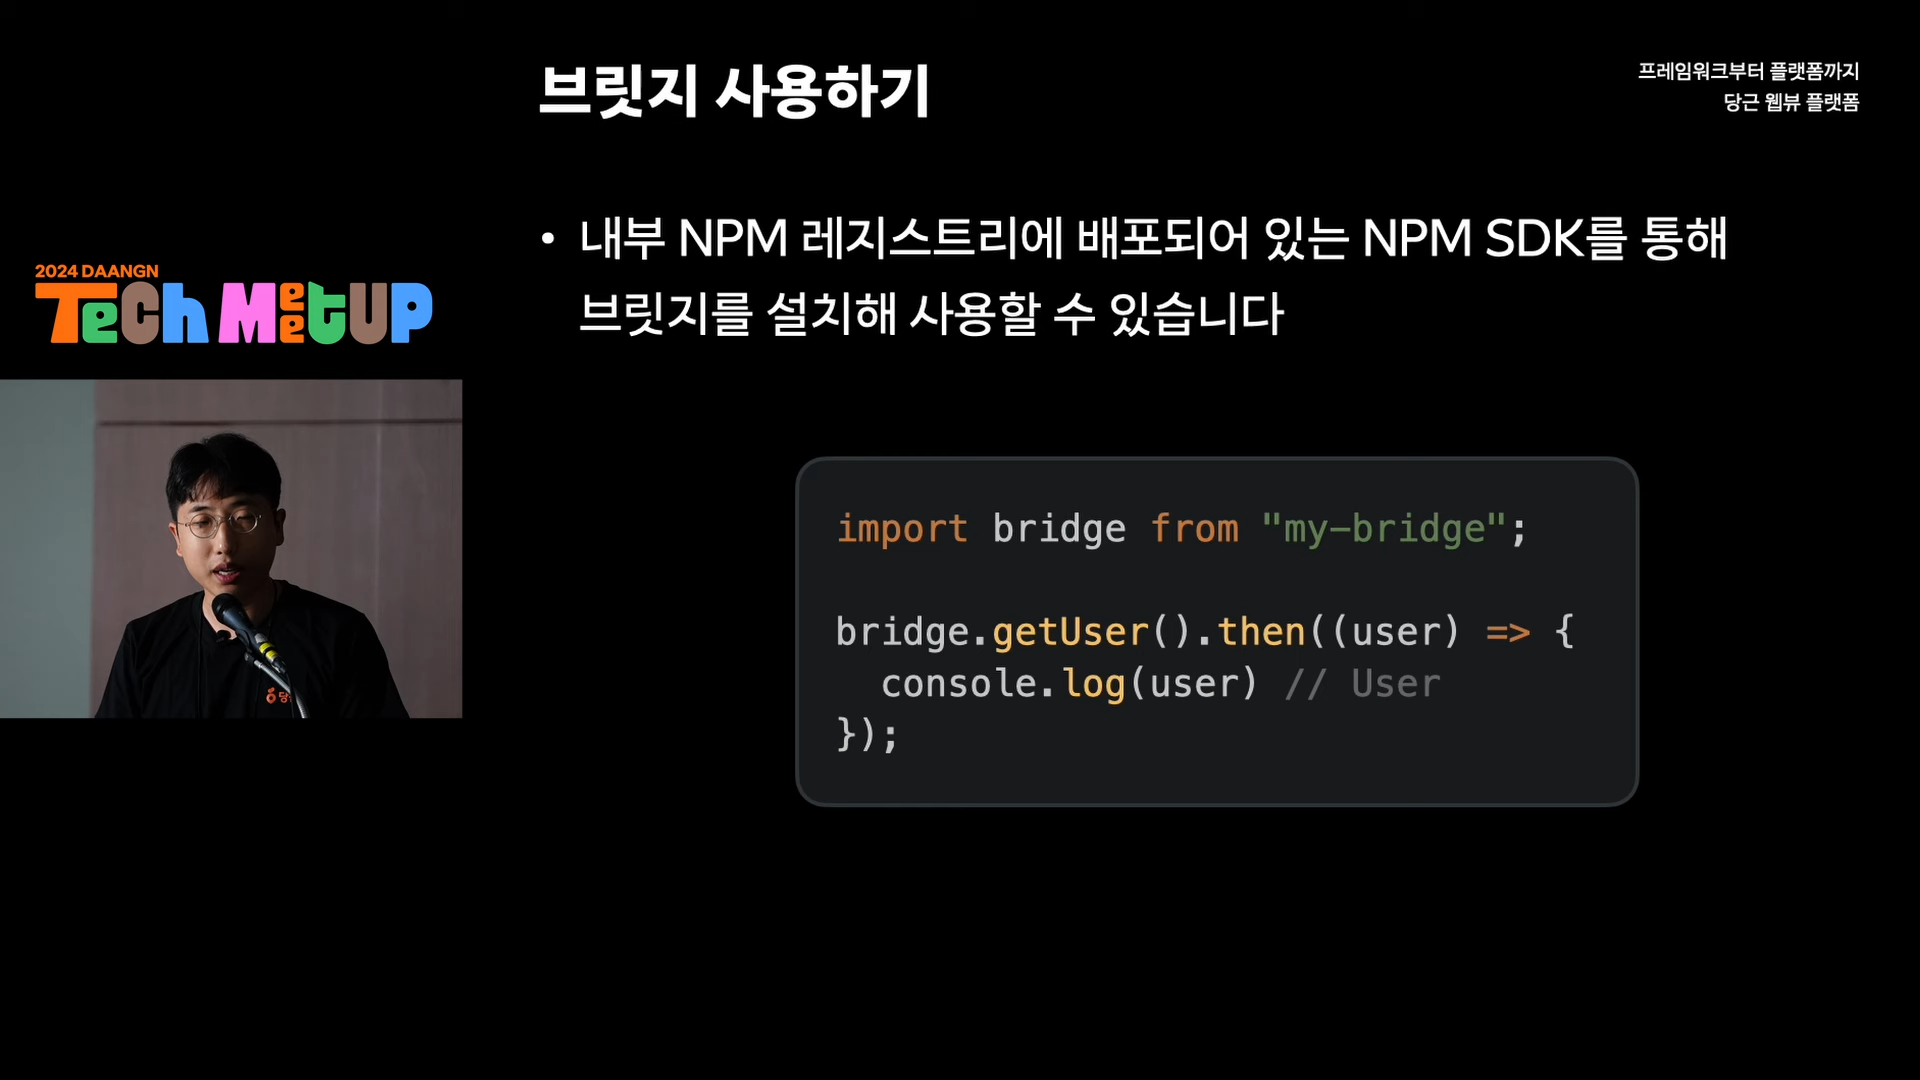 브릿지 사용하기
프레임워크부터 플랫폼까지
당근 웹뷰 플랫폼
• 내부 NPM 레지스트리에 배포되어 있는 NPM SDK를 통해
브릿지를 설치해 사용할 수 있습니다
2024 DAANGN
TeCh MeetUP
import bridge from "my-bridge";
bridge.getUser().then((user) => {
  console.log(user) // User
});